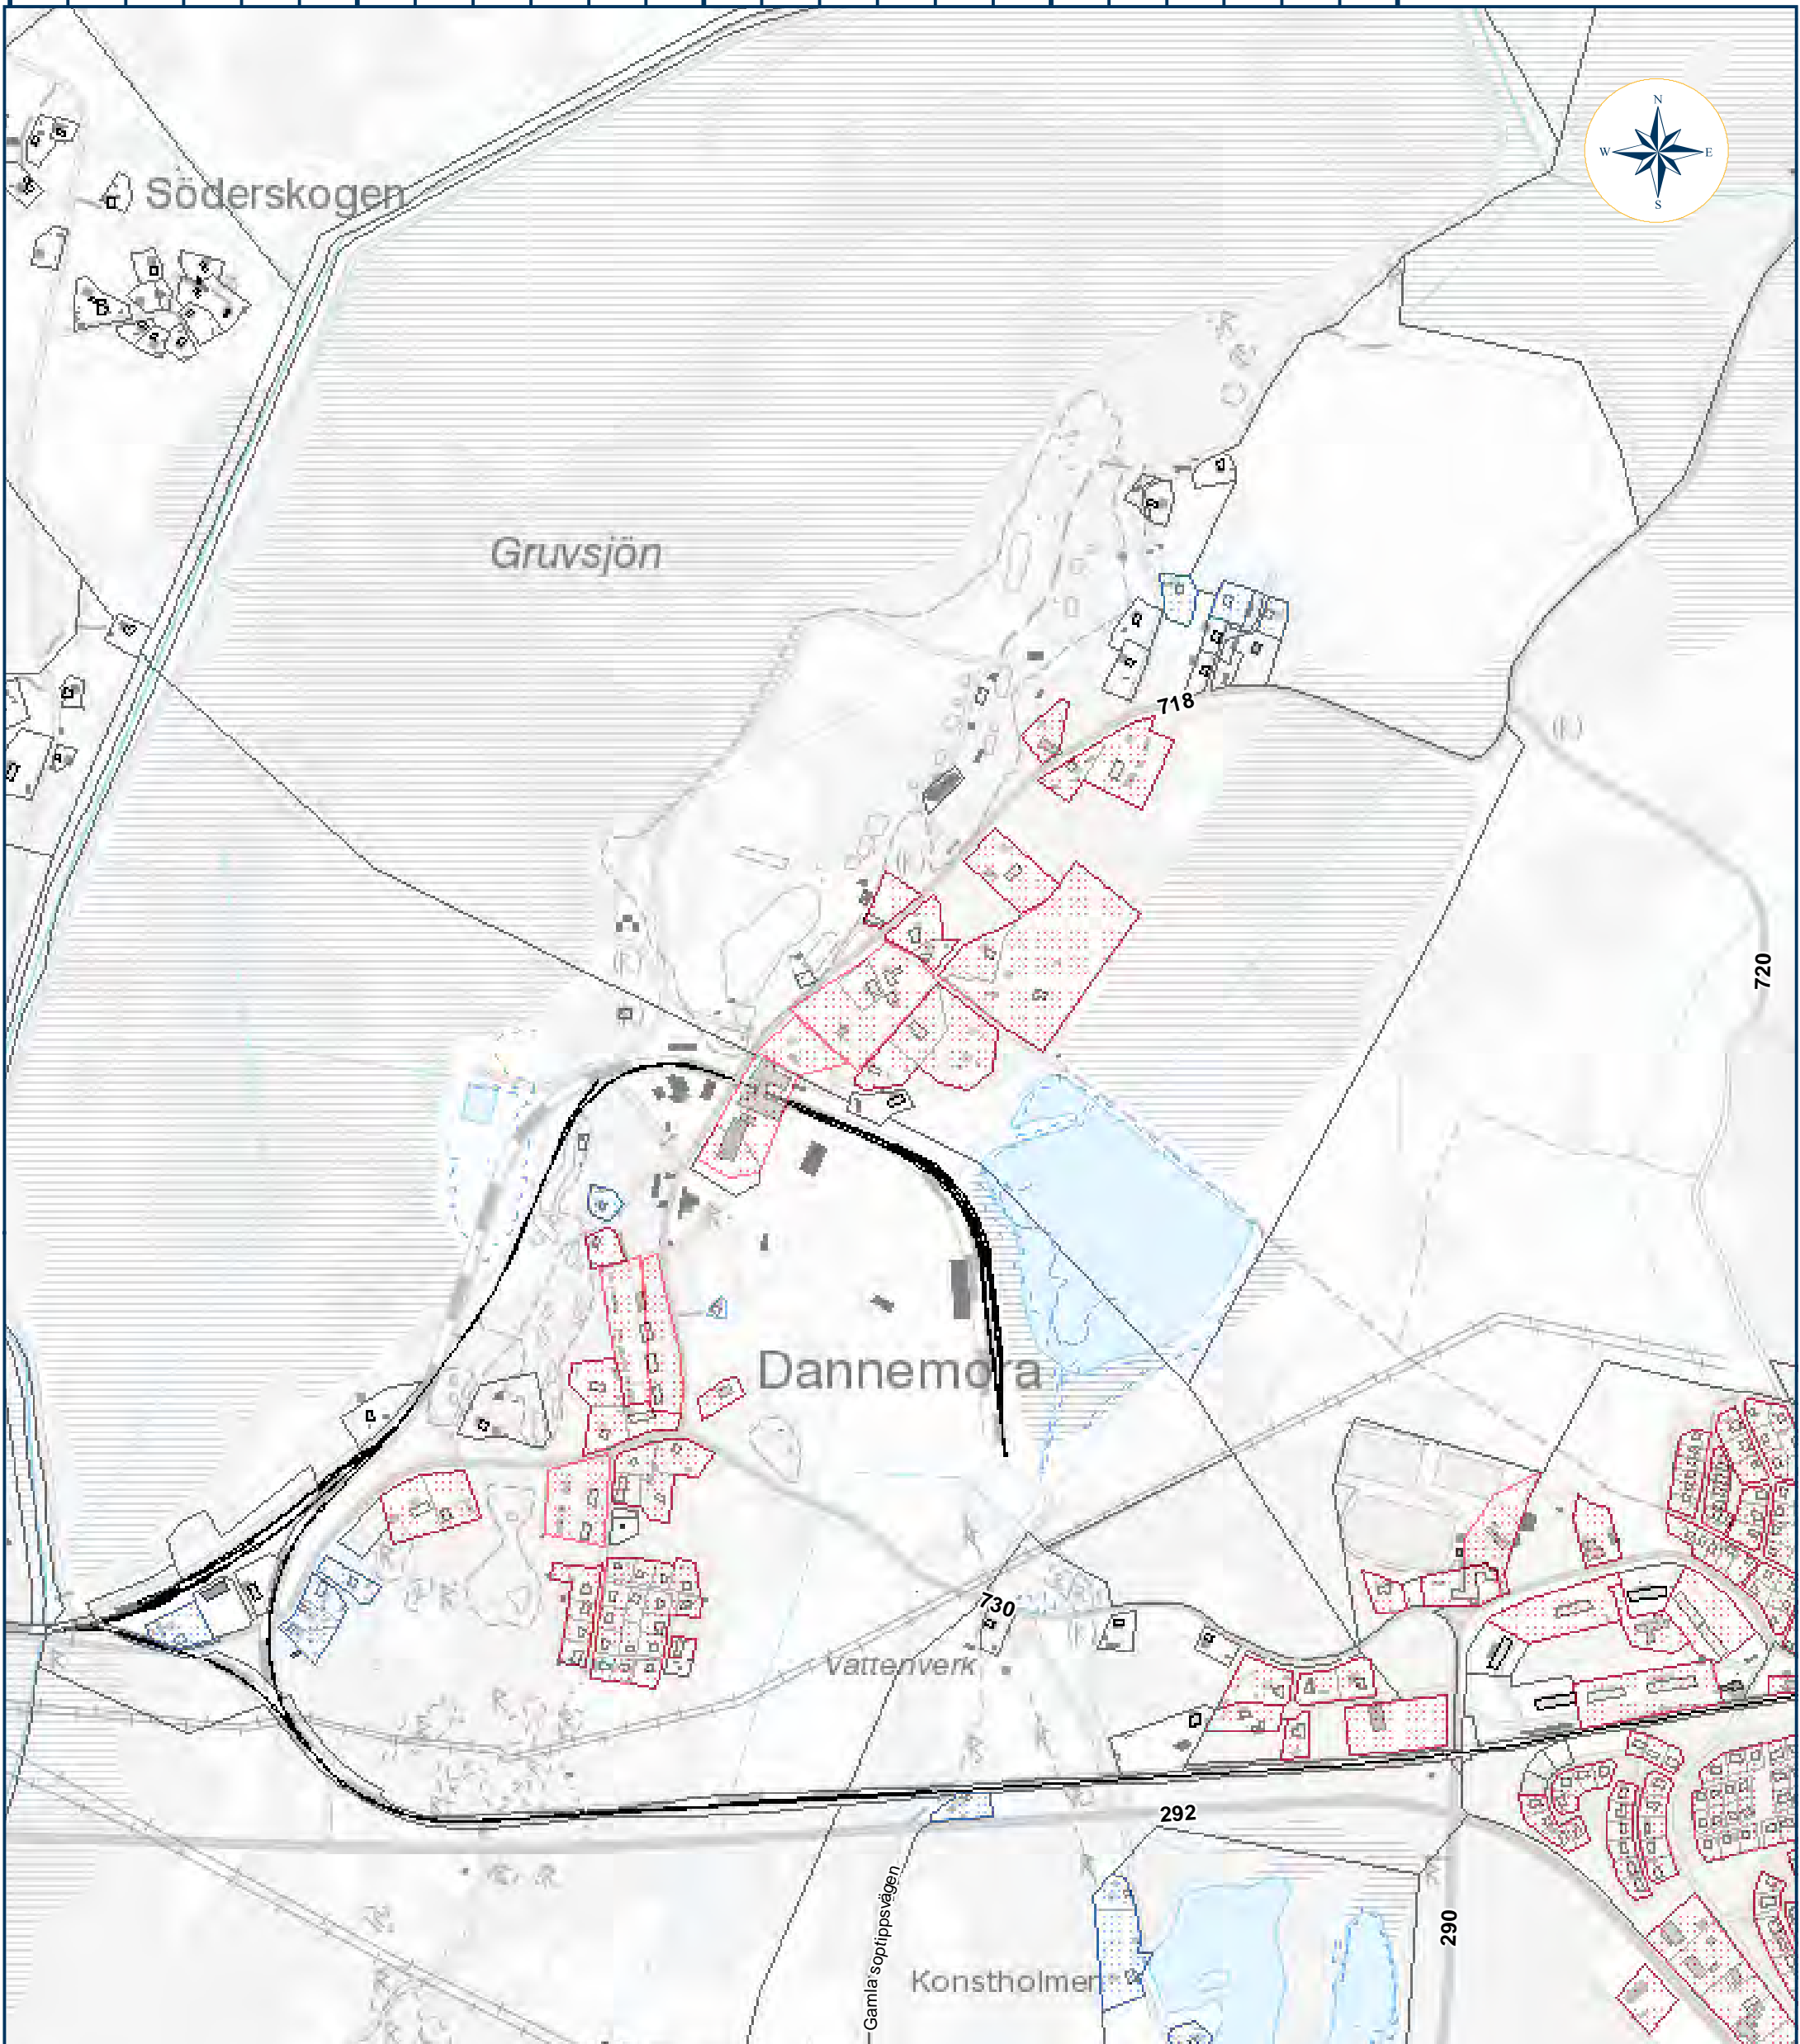 N
W E
S
Söderskogen
Gruvsjön
718
720
Dannemora
730
Vattenverk
292
Gamla soptippsvägen
290
Konstholmen